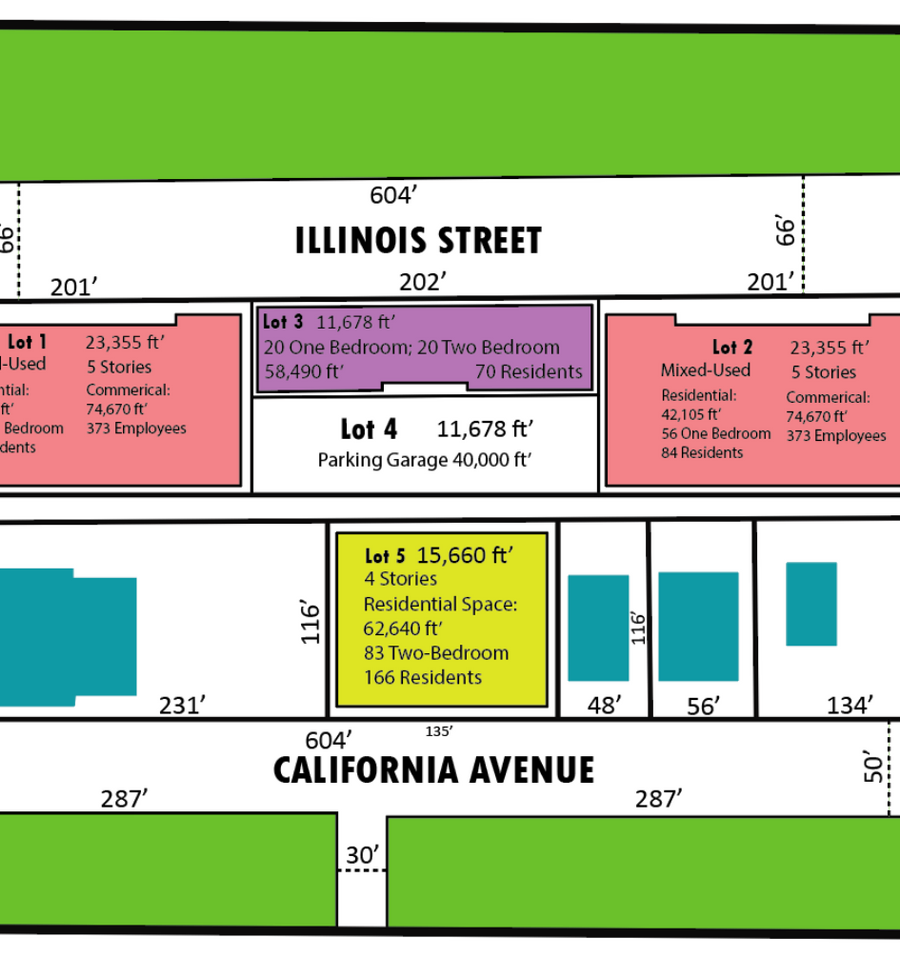 604’
66’
66’
ILLINOIS STREET
201’
202’
201’
Lot 1
23,355 ft’
d-Used
5 Stories
ntial:
Commerical:
ft’
74,670 ft’
Bedroom
373 Employees
dents
Lot 3 11,678 ft’
20 One Bedroom; 20 Two Bedroom
58,490 ft’ 70 Residents
Lot 4 11,678 ft’
Parking Garage 40,000 ft’
Lot 2
23,355 ft’
Mixed-Used
5 Stories
Residential:
Commerical:
42,105 ft’
74,670 ft’
56 One Bedroom
373 Employees
84 Residents
Lot 5 15,660 ft’
4 Stories
Residential Space:
62,640 ft’
83 Two-Bedroom
166 Residents
116’
116’
231’
48’
56’
134’
135’
604’
CALIFORNIA AVENUE
50’
287’
287’
30’